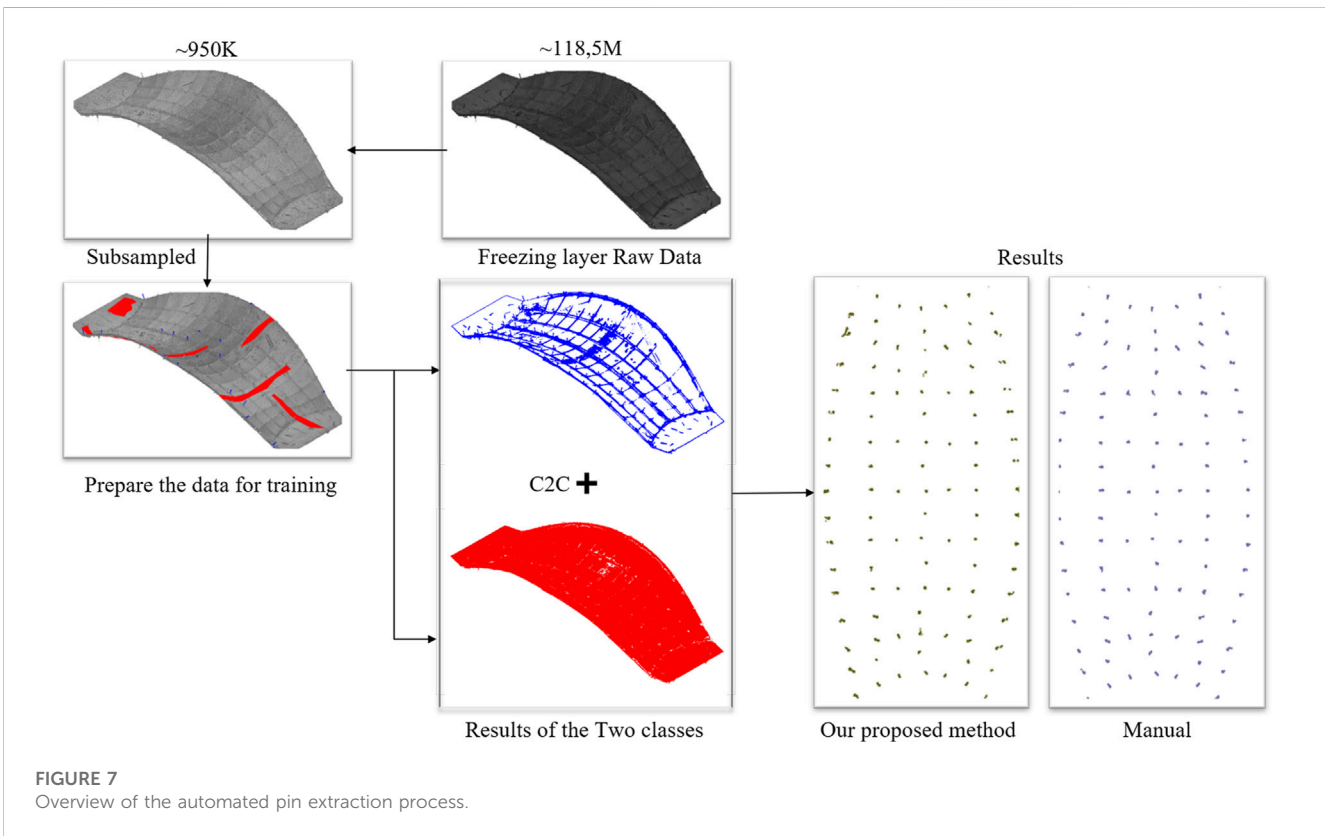 ~950K
~118,5M
Subsampled
Freezing layer Raw Data
Results
Prepare the data for training
C2C +
Results of the Two classes
Our proposed method
Manual
FIGURE 7
Overview of the automated pin extraction process.